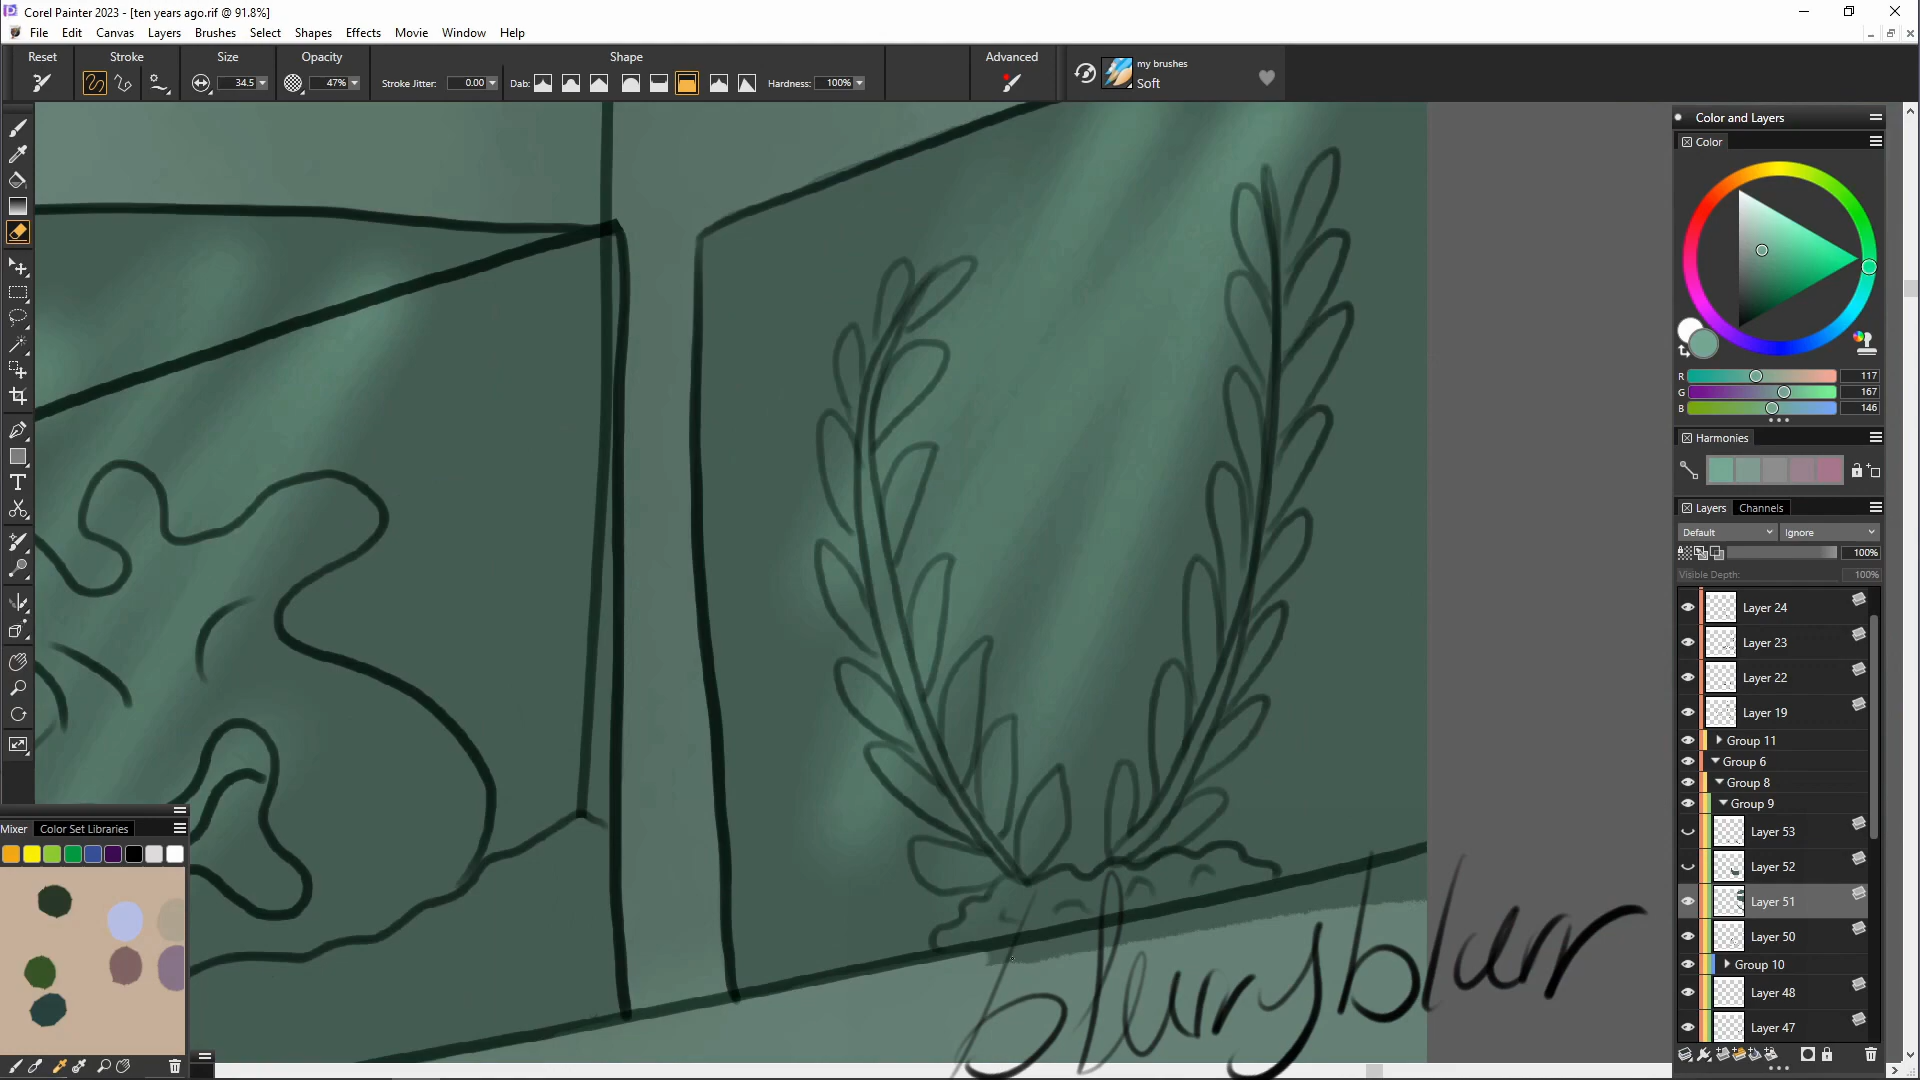 Corel Painter 2023 - [ten years ago.rif @ 91.8%]
File Edit Canvas Layers Brushes Select Shapes Effects Movie Window Help
Reset Stroke Size Opacity Shape Advanced
my brushes
34.5 47% Stroke Jitter: 0.00 Dab: Hardness: 100% Soft
Color and Layers
Color
R 117
G 167
B 146
Harmonies
Layers Channels
Default Ignore
100%
Visible Depth: 100%
Layer 24
Layer 23
Layer 22
Layer 19
Group 11
Group 6
Group 8
Group 9
Layer 53
Layer 52
Layer 51
Layer 50
Group 10
Layer 48
Layer 47
Mixer Color Set Libraries
blurryblurr